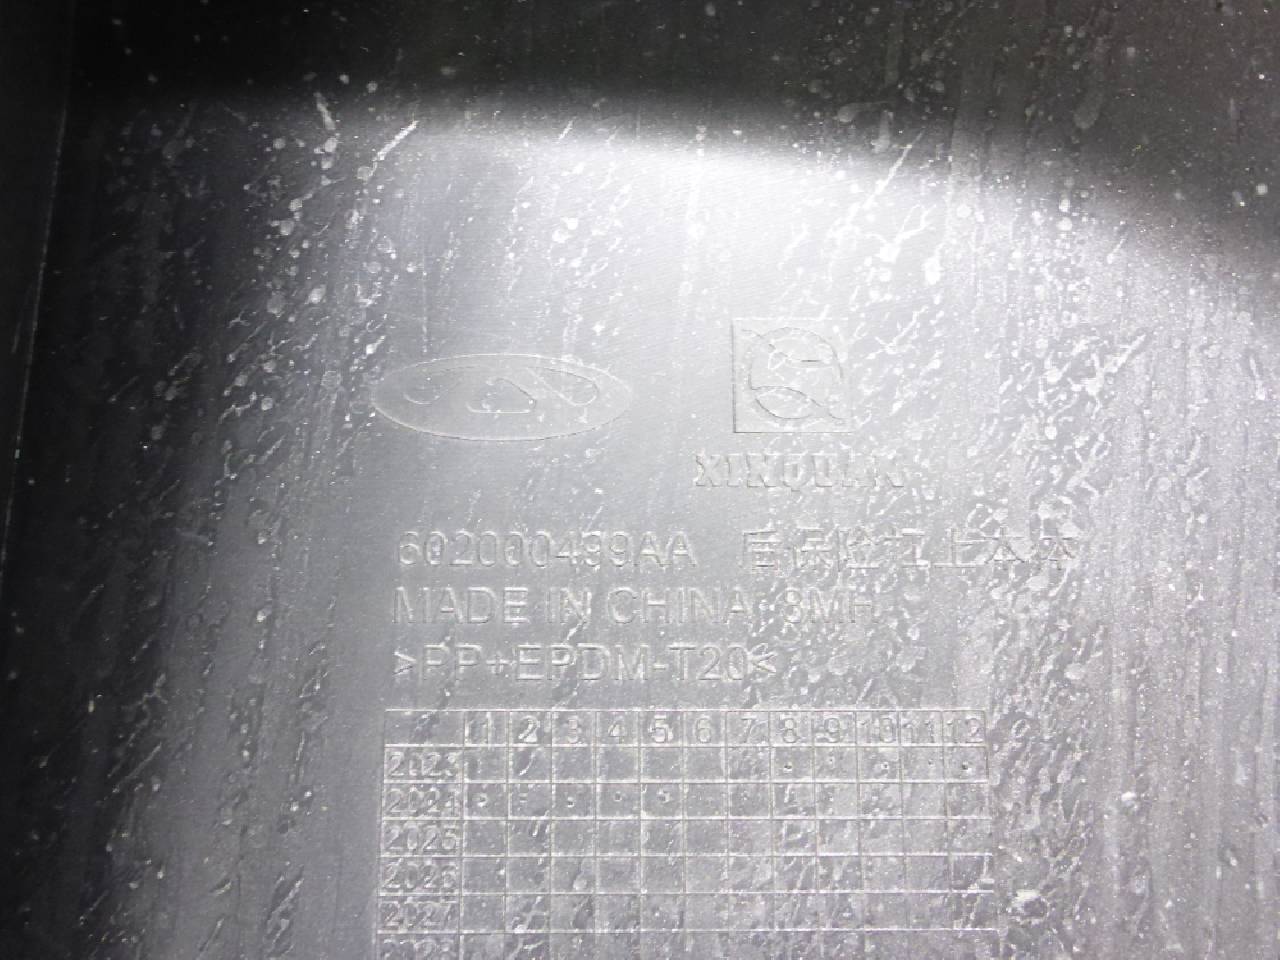 XINQUAN
602000499AA 后保险杠上本体
MADE IN CHINA 8MH
>PP+EPDM-T20<
1 2 3 4 5 6 7 8 9 10 11 12
2023
2024
2025
2026
2027
2028